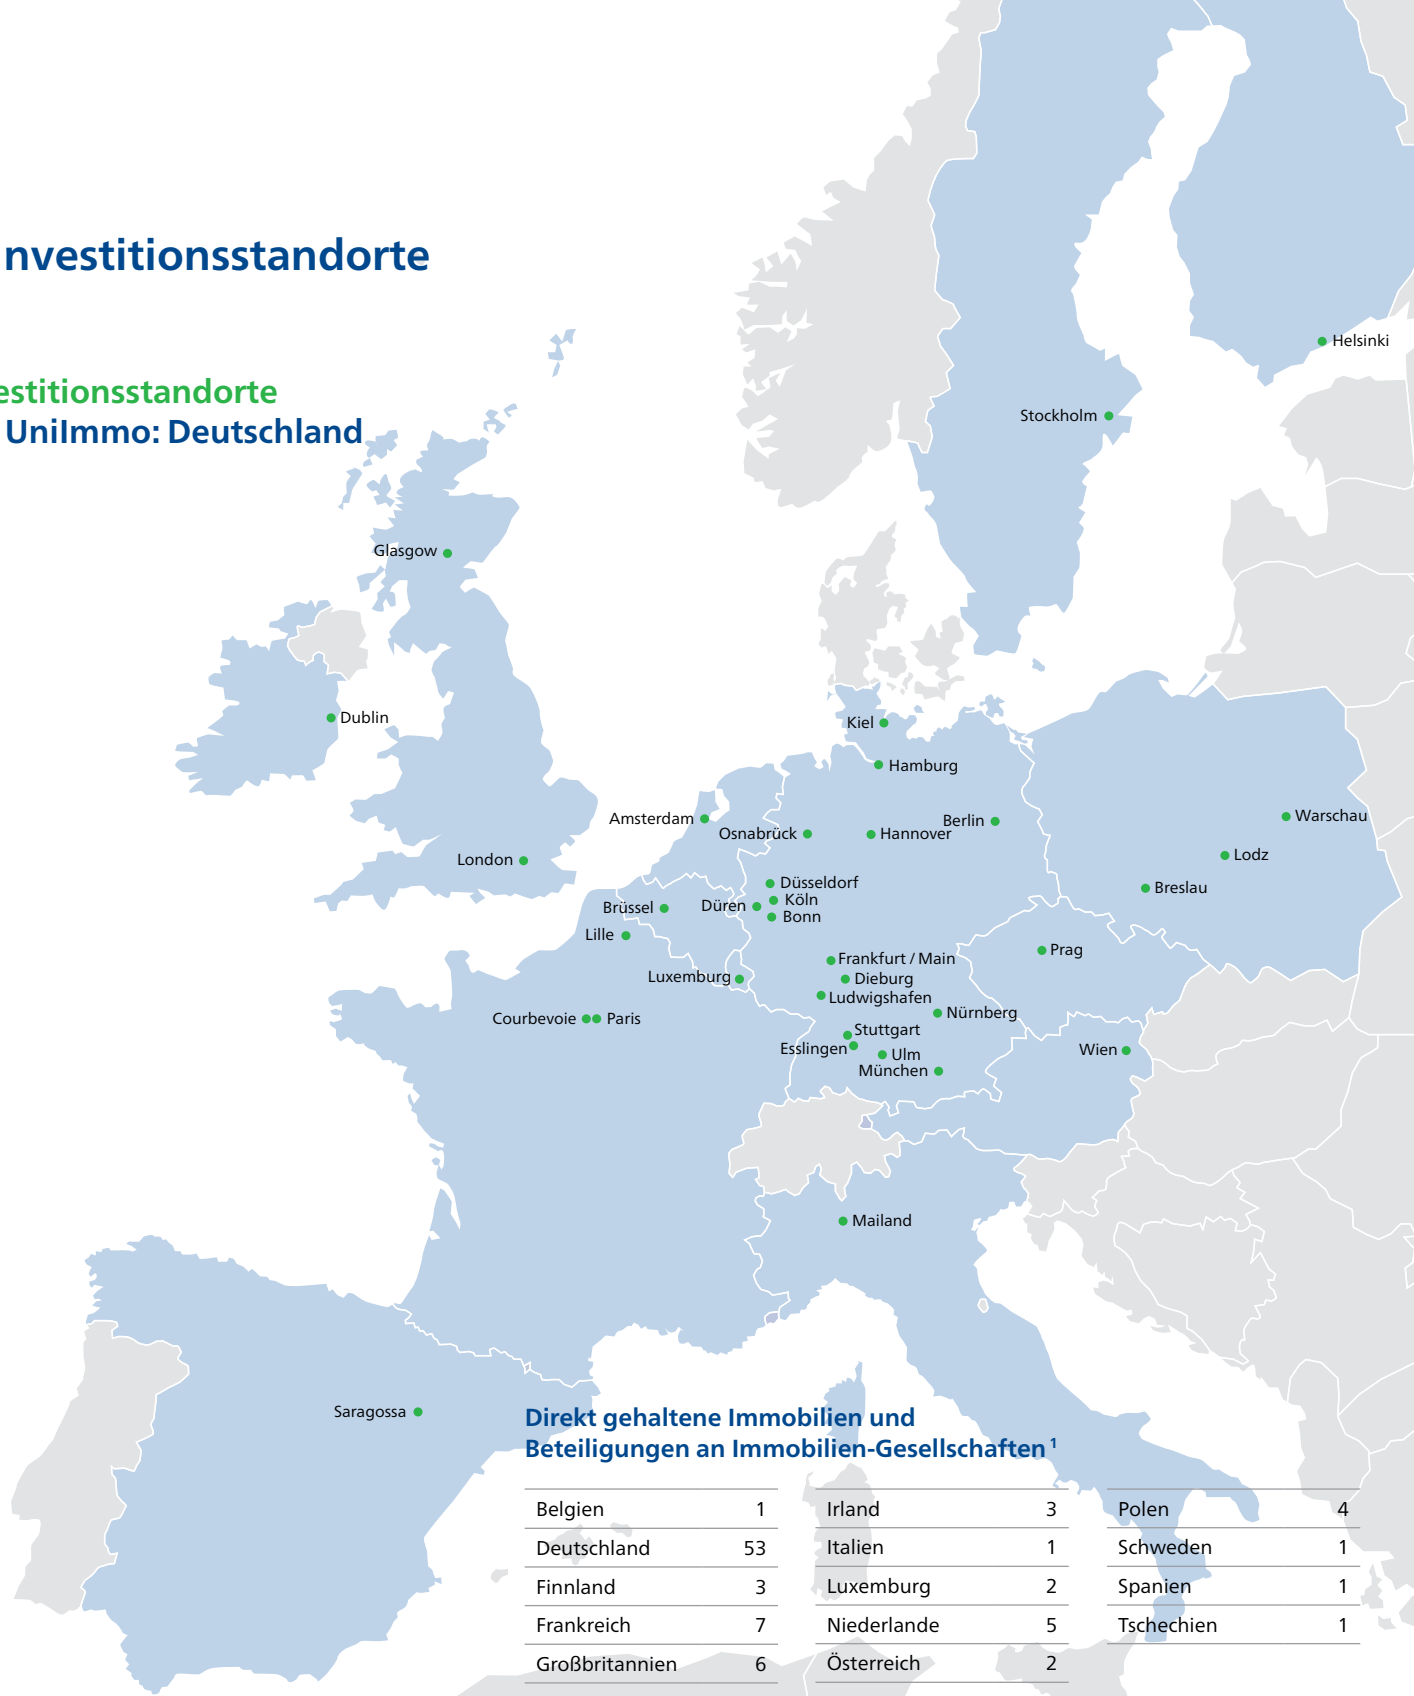 nvestitionsstandorte
estitionsstandorte
UniImmo: Deutschland
Helsinki
Stockholm
Glasgow
Dublin
Kiel
Hamburg
Amsterdam
Osnabrück
Hannover
Berlin
Warschau
London
Lodz
Düsseldorf
Breslau
Köln
Brüssel
Düren
Bonn
Lille
Prag
Frankfurt / Main
Luxemburg
Dieburg
Ludwigshafen
Nürnberg
Courbevoie
Paris
Stuttgart
Esslingen
Ulm
Wien
München
Mailand
Saragossa
Direkt gehaltene Immobilien und
Beteiligungen an Immobilien-Gesellschaften 1
Belgien 1
Deutschland 53
Finnland 3
Frankreich 7
Großbritannien 6
Irland 3
Italien 1
Luxemburg 2
Niederlande 5
Österreich 2
Polen 4
Schweden 1
Spanien 1
Tschechien 1